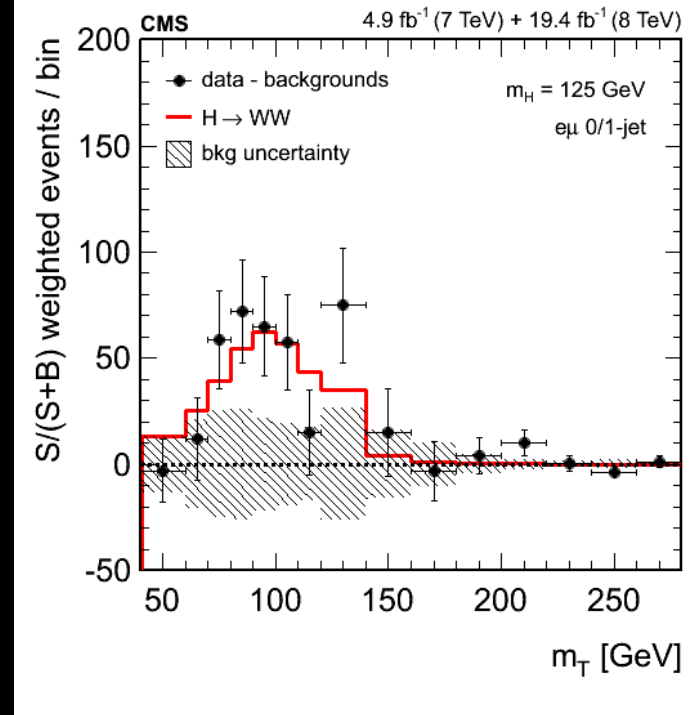 CMS 4.9 fb⁻¹ (7 TeV) + 19.4 fb⁻¹ (8 TeV)
S/(S+B) weighted events / bin
200
150
100
50
0
-50
data - backgrounds
H → WW
bkg uncertainty
m_H = 125 GeV
eμ 0/1-jet
50 100 150 200 250
m_T [GeV]